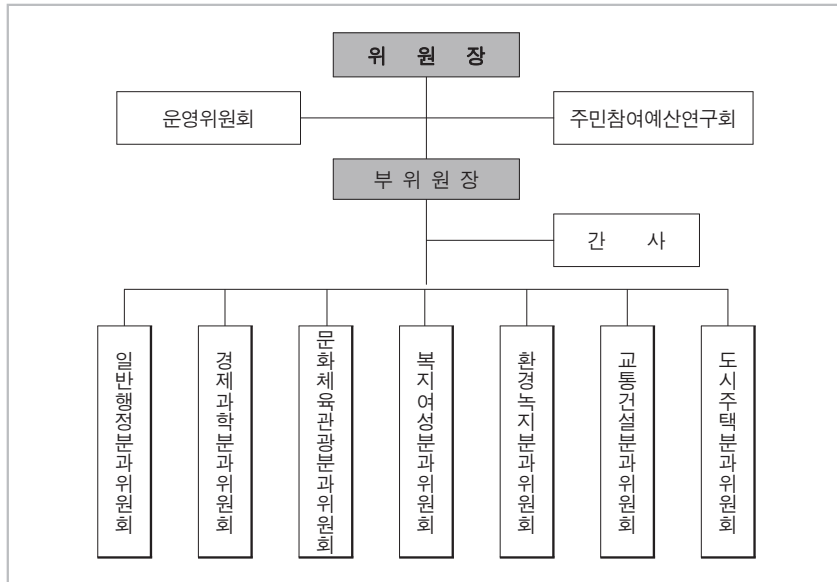 위 원 장
운영위원회
주민참여예산연구회
부 위 원 장
간 사
일반행정분과위원회
경제과학분과위원회
문화체육관광분과위원회
복지여성분과위원회
환경녹지분과위원회
교통건설분과위원회
도시주택분과위원회